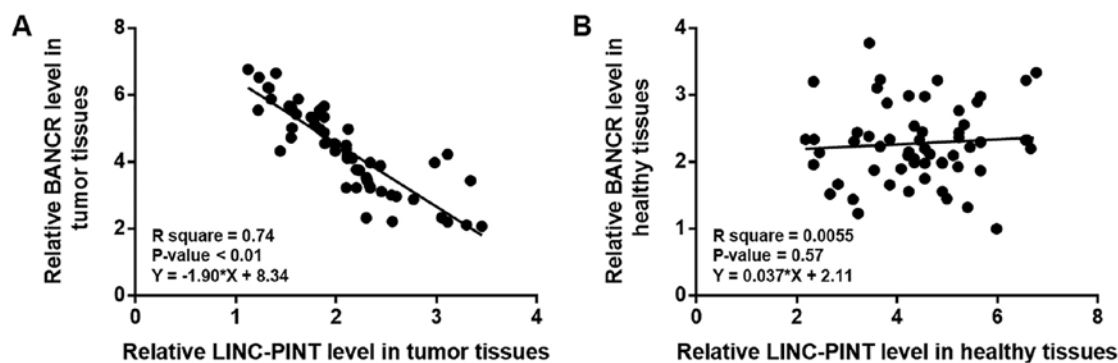 A
Relative BANCR level in
tumor tissues
8
6
4
2
0
R square = 0.74
P-value < 0.01
Y = -1.90*X + 8.34
0 1 2 3 4
Relative LINC-PINT level in tumor tissues
B
Relative BANCR level in
healthy tissues
4
3
2
1
0
R square = 0.0055
P-value = 0.57
Y = 0.037*X + 2.11
0 2 4 6 8
Relative LINC-PINT level in healthy tissues